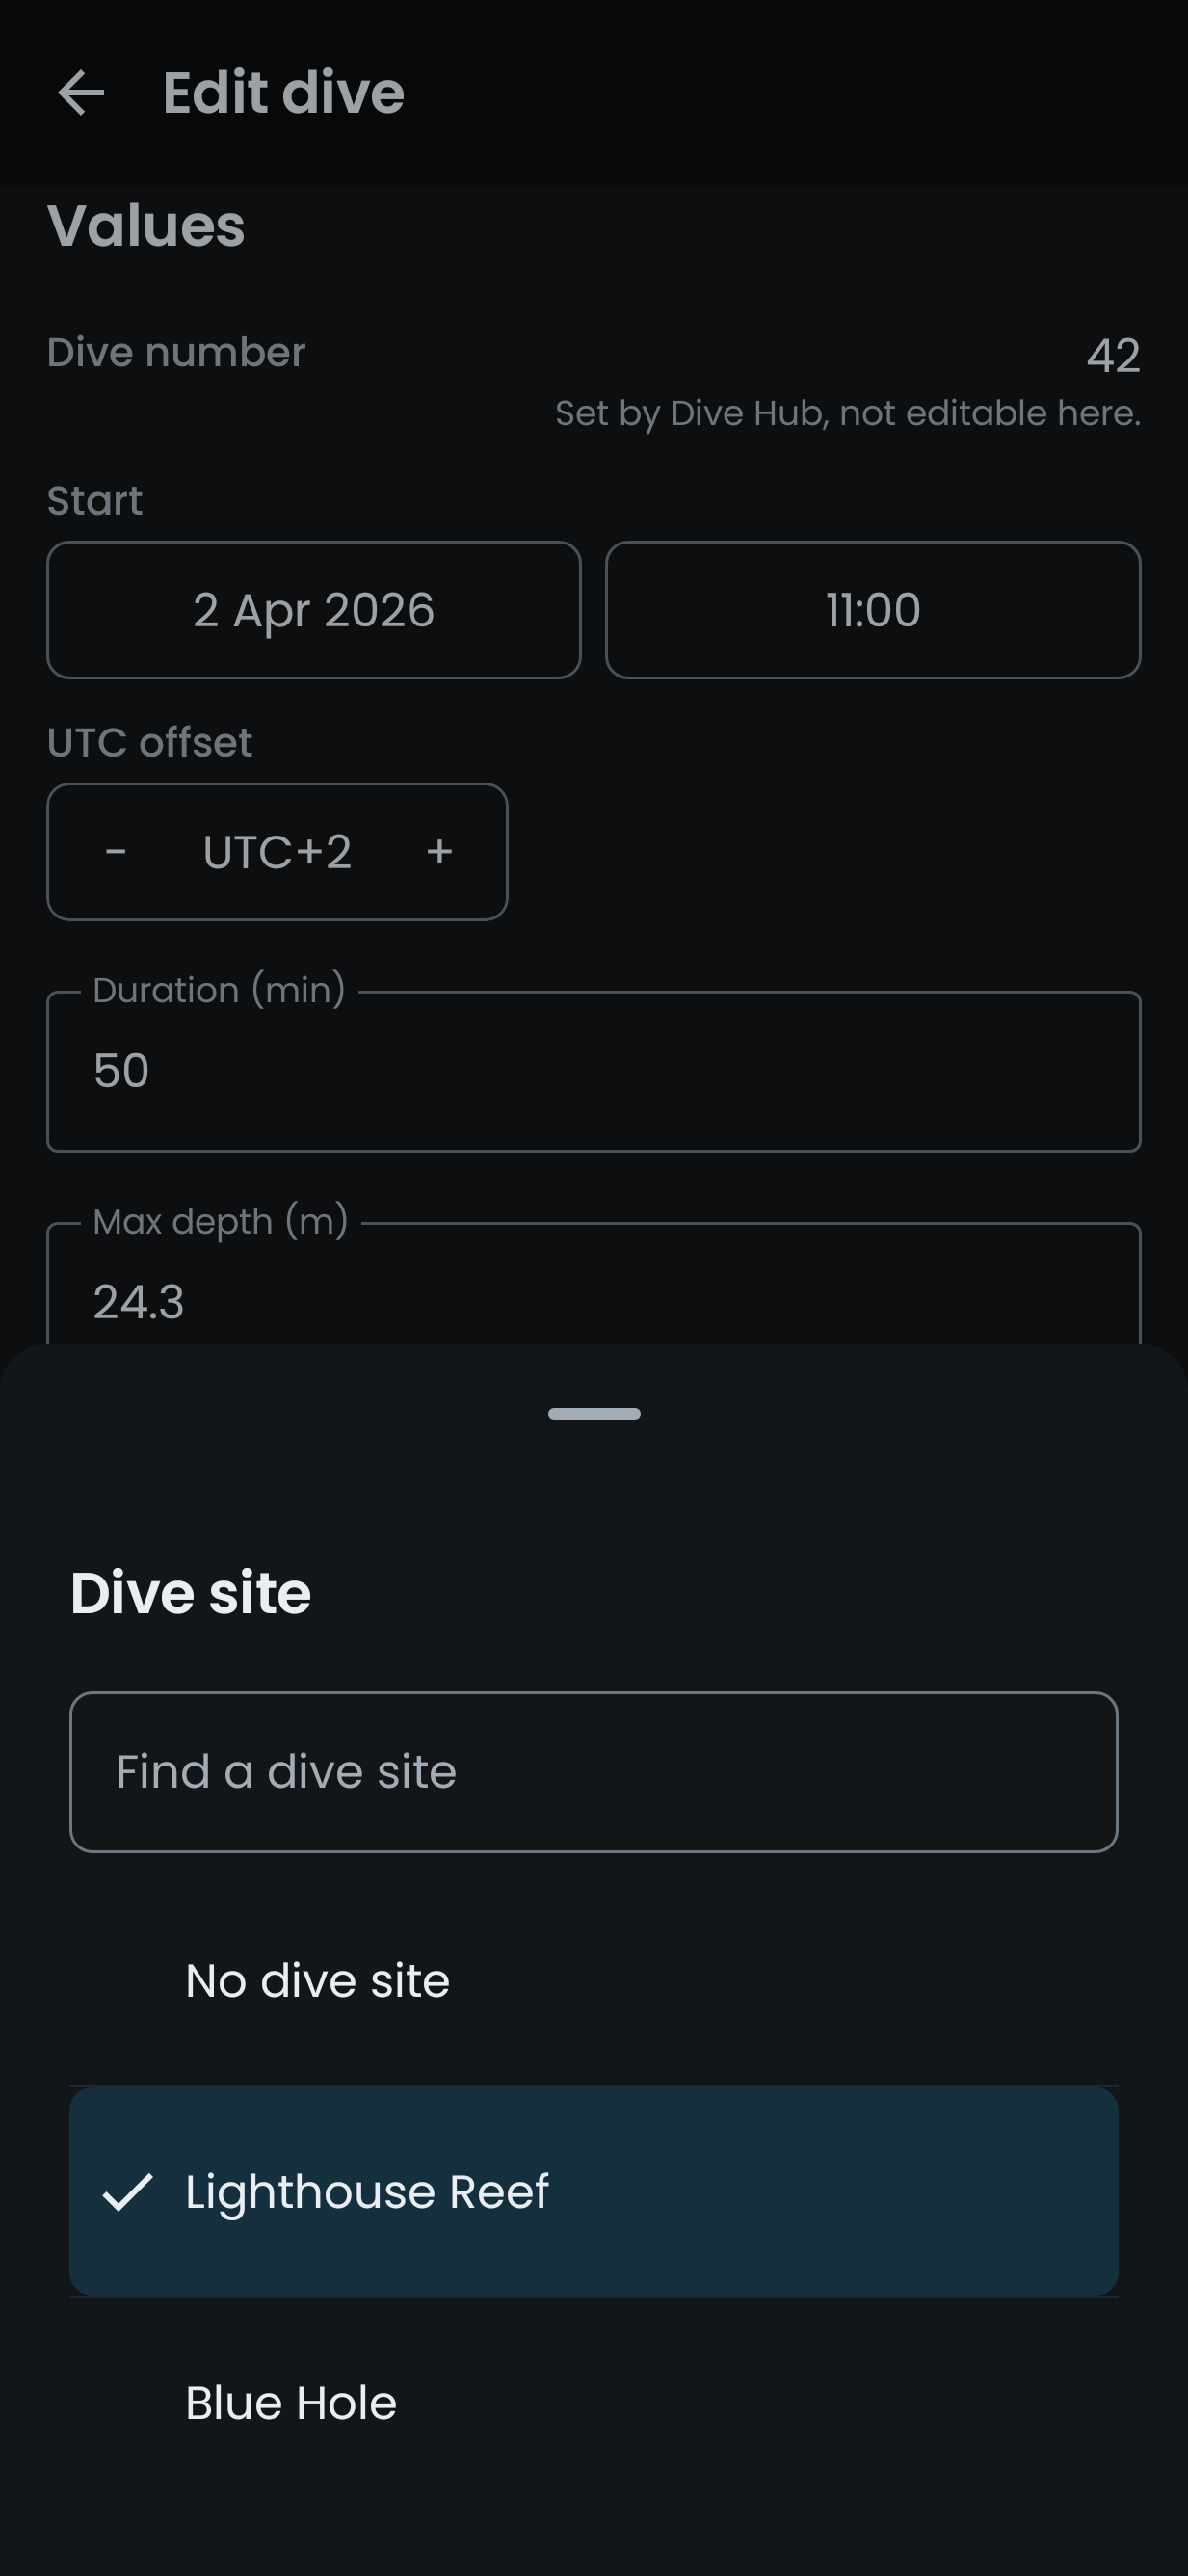 Edit dive
Values
Dive number
42
Set by Dive Hub, not editable here.
Start
2 Apr 2026
11:00
UTC offset
- UTC+2 +
Duration (min)
50
Max depth (m)
24.3
Dive site
Find a dive site
No dive site
Lighthouse Reef
Blue Hole